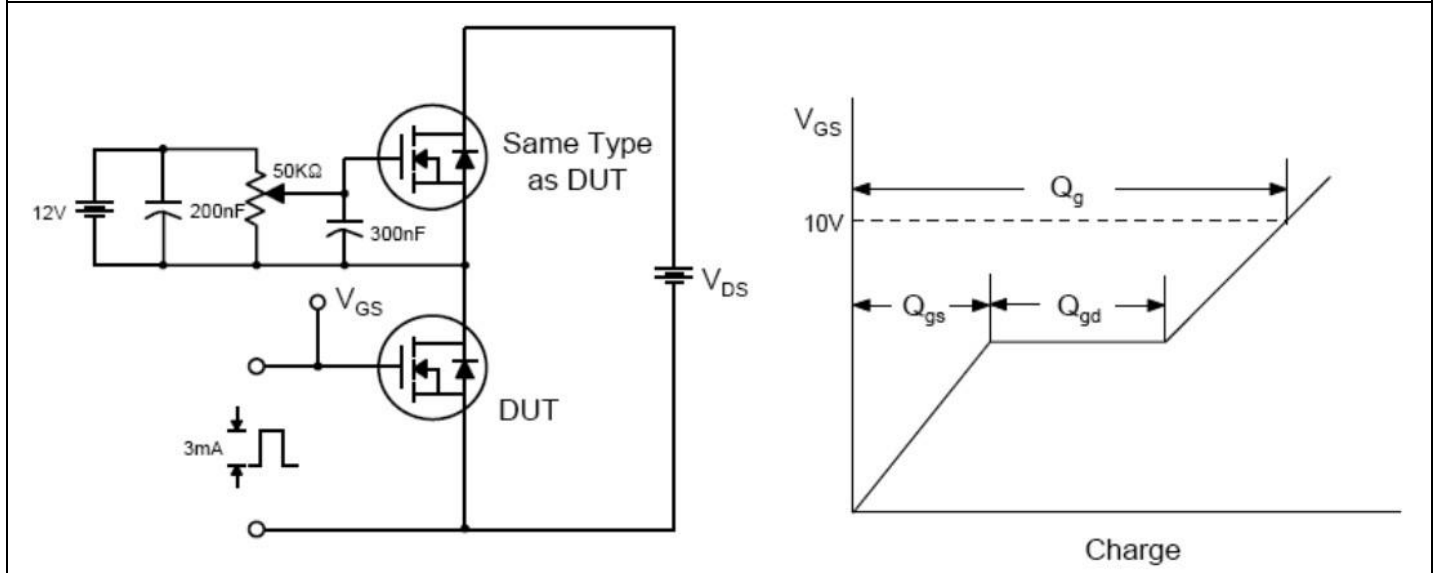 Same Type
as DUT
50KΩ
12V
200nF
300nF
V_GS
V_DS
DUT
3mA
V_GS
Q_g
10V
Q_gs
Q_gd
Charge